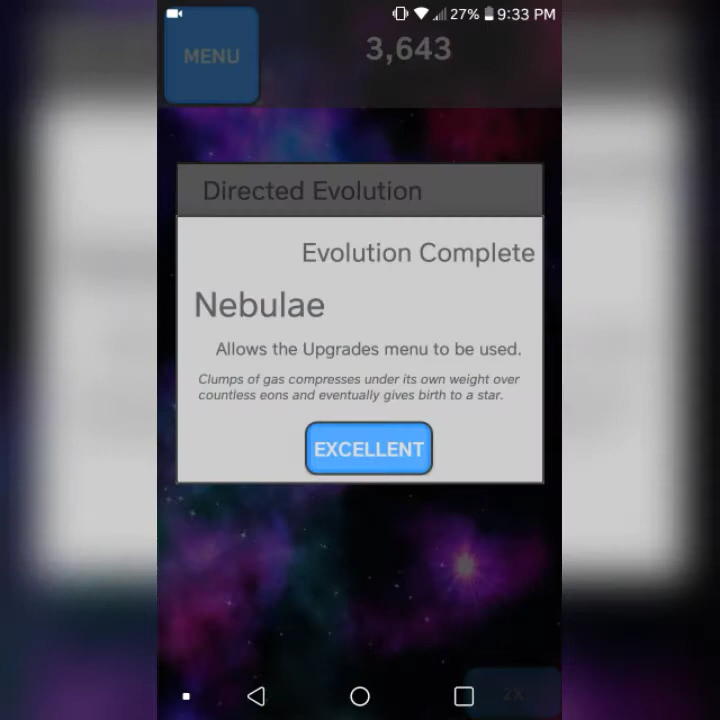 27% 9:33 PM
MENU
3,643
Directed Evolution
Evolution Complete
Nebulae
Allows the Upgrades menu to be used.
Clumps of gas compresses under its own weight over
countless eons and eventually gives birth to a star.
EXCELLENT
2X